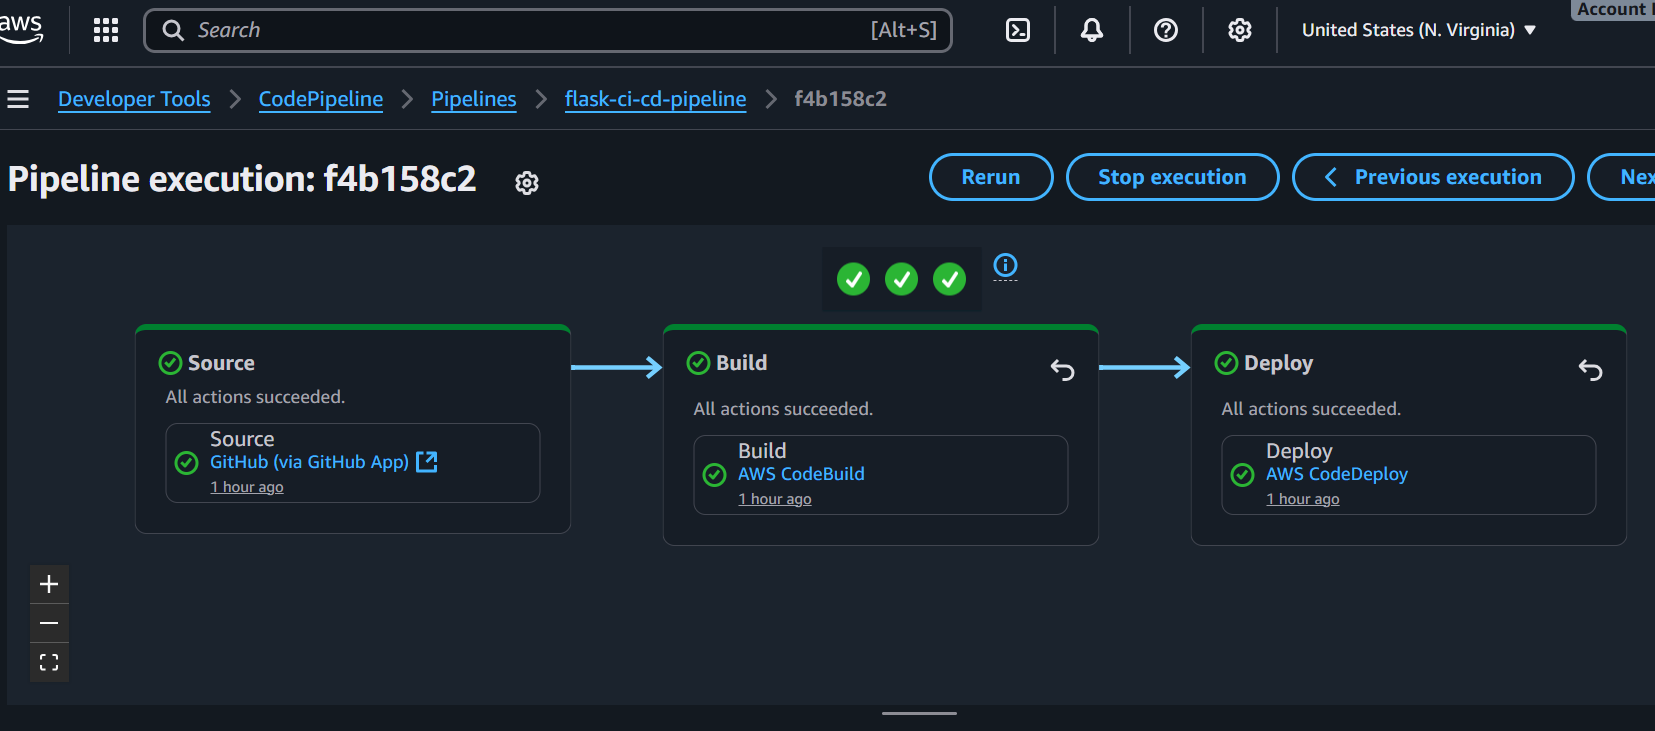 aws
Search
[Alt+S]
United States (N. Virginia)
Account
Developer Tools
CodePipeline
Pipelines
flask-ci-cd-pipeline
f4b158c2
Pipeline execution: f4b158c2
Rerun
Stop execution
Previous execution
Source
All actions succeeded.
Source
GitHub (via GitHub App)
1 hour ago
Build
All actions succeeded.
Build
AWS CodeBuild
1 hour ago
Deploy
All actions succeeded.
Deploy
AWS CodeDeploy
1 hour ago